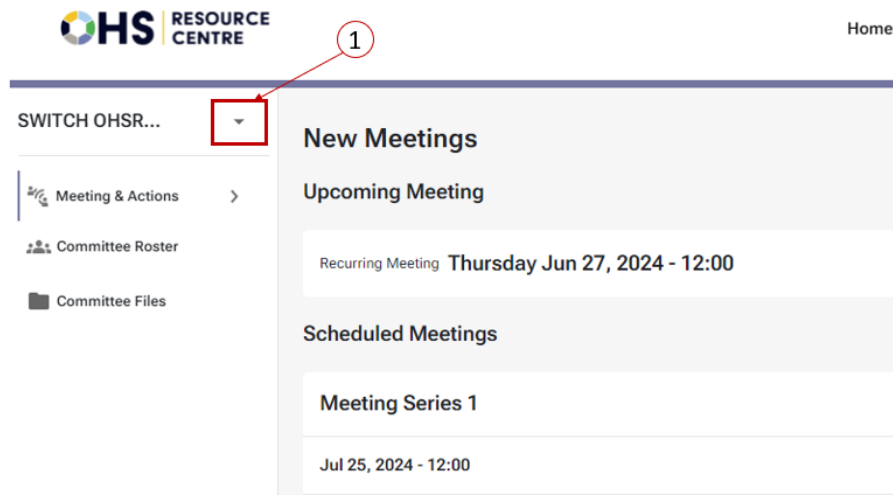 OHS RESOURCE
CENTRE
1
Home
SWITCH OHSR...
Meeting & Actions
Committee Roster
Committee Files
New Meetings
Upcoming Meeting
Recurring Meeting Thursday Jun 27, 2024 - 12:00
Scheduled Meetings
Meeting Series 1
Jul 25, 2024 - 12:00